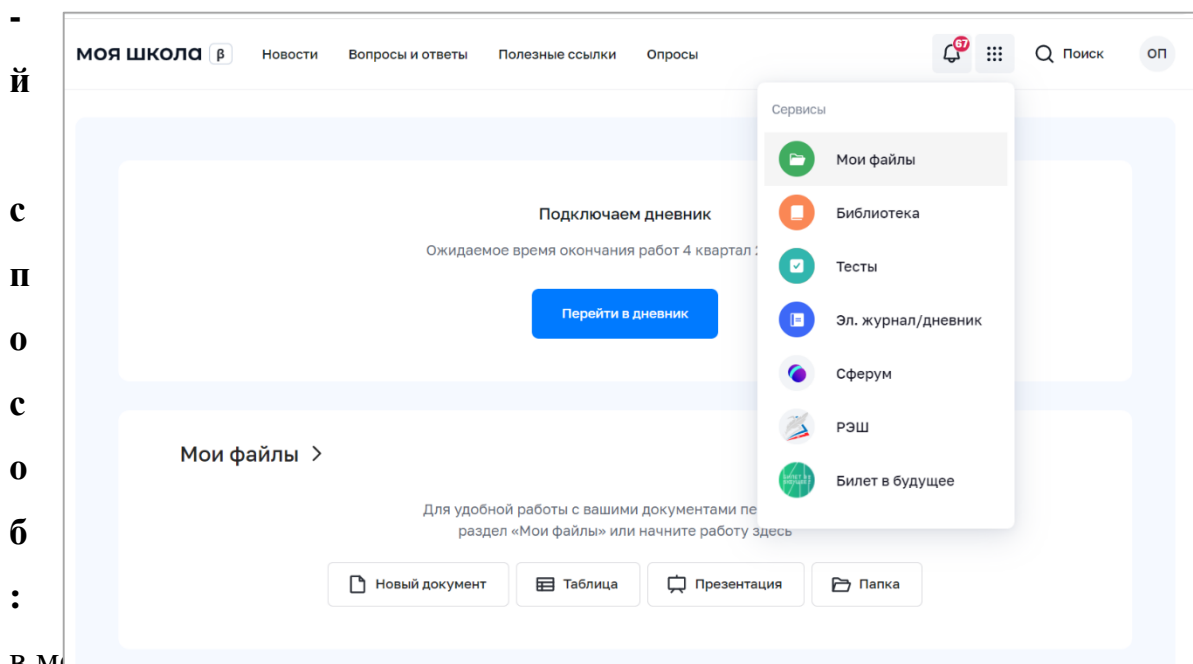 -й способ:
моя школа β Новости Вопросы и ответы Полезные ссылки Опросы 67 Поиск ОП
Сервисы
Мои файлы
Библиотека
Тесты
Эл. журнал/дневник
Сферум
РЭШ
Билет в будущее
Подключаем дневник
Ожидаемое время окончания работ 4 квартал
Перейти в дневник
Мои файлы >
Для удобной работы с вашими документами
раздел «Мои файлы» или начните работу здесь
Новый документ Таблица Презентация Папка
в